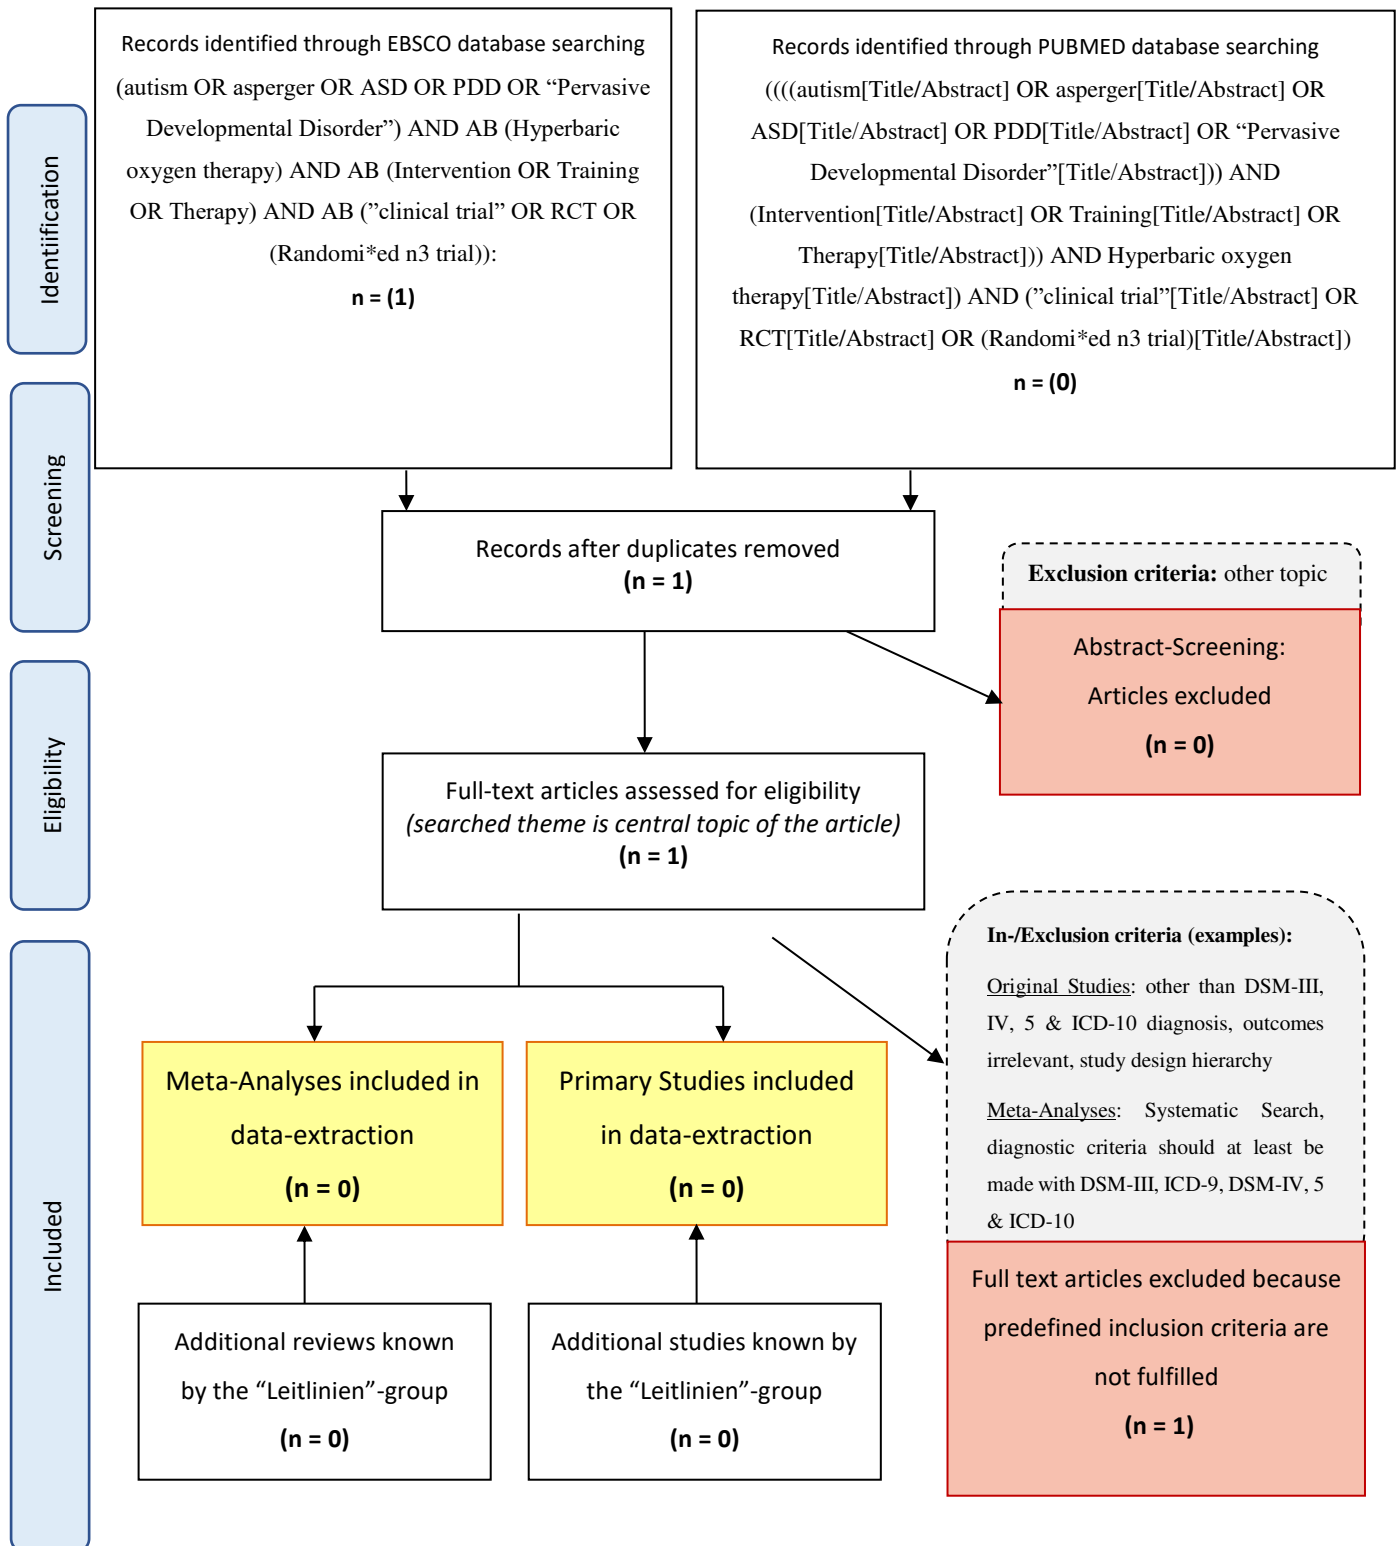 Records identified through EBSCO database searching
(autism OR asperger OR ASD OR PDD OR “Pervasive
Developmental Disorder”) AND AB (Hyperbaric
oxygen therapy) AND AB (Intervention OR Training
OR Therapy) AND AB (”clinical trial” OR RCT OR
(Randomi*ed n3 trial)):
n = (1)
Records identified through PUBMED database searching
((((autism[Title/Abstract] OR asperger[Title/Abstract] OR
ASD[Title/Abstract] OR PDD[Title/Abstract] OR “Pervasive
Developmental Disorder”[Title/Abstract])) AND
(Intervention[Title/Abstract] OR Training[Title/Abstract] OR
Therapy[Title/Abstract])) AND Hyperbaric oxygen
therapy[Title/Abstract]) AND (”clinical trial”[Title/Abstract] OR
RCT[Title/Abstract] OR (Randomi*ed n3 trial)[Title/Abstract])
n = (0)
Identiification
Screening
Records after duplicates removed
(n = 1)
Exclusion criteria: other topic
Abstract-Screening:
Articles excluded
(n = 0)
Eligibility
Full-text articles assessed for eligibility
(searched theme is central topic of the article)
(n = 1)
In-/Exclusion criteria (examples):
Original Studies: other than DSM-III,
IV, 5 & ICD-10 diagnosis, outcomes
irrelevant, study design hierarchy
Meta-Analyses: Systematic Search,
diagnostic criteria should at least be
made with DSM-III, ICD-9, DSM-IV, 5
& ICD-10
Full text articles excluded because
predefined inclusion criteria are
not fulfilled
(n = 1)
Included
Meta-Analyses included in
data-extraction
(n = 0)
Primary Studies included
in data-extraction
(n = 0)
Additional reviews known
by the “Leitlinien”-group
(n = 0)
Additional studies known by
the “Leitlinien”-group
(n = 0)